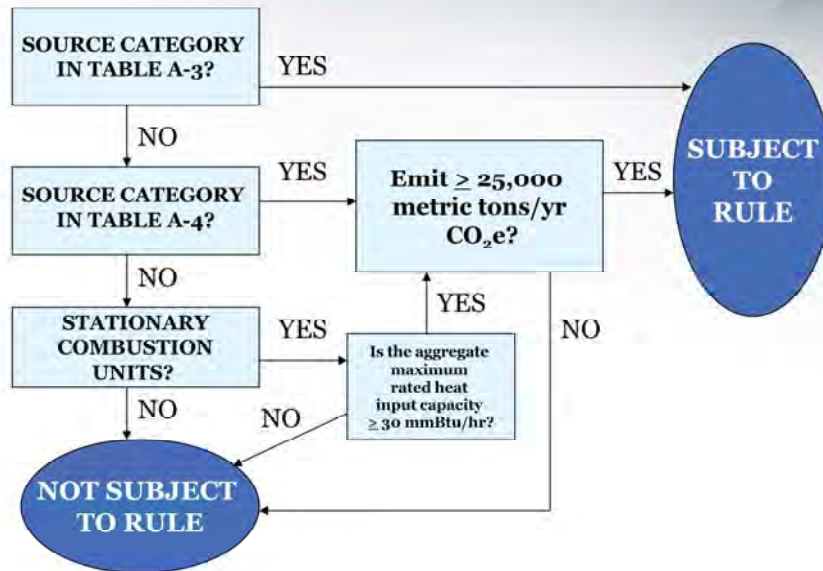 SOURCE CATEGORY
IN TABLE A-3?
YES
NO
SOURCE CATEGORY
IN TABLE A-4?
YES
Emit ≥ 25,000
metric tons/yr
CO₂e?
YES
SUBJECT
TO
RULE
NO
STATIONARY
COMBUSTION
UNITS?
YES
YES
Is the aggregate
maximum
rated heat
input capacity
≥ 30 mmBtu/hr?
NO
NO
NO
NOT SUBJECT
TO RULE